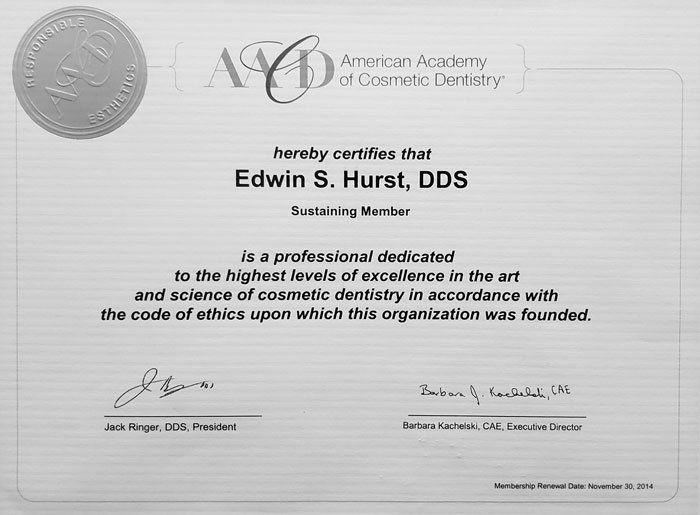 RESPONSIBLE
AACD
ESTHETICS
AACD American Academy
of Cosmetic Dentistry®
hereby certifies that
Edwin S. Hurst, DDS
Sustaining Member
is a professional dedicated
to the highest levels of excellence in the art
and science of cosmetic dentistry in accordance with
the code of ethics upon which this organization was founded.
Barbara J. Kachelski, CAE
Jack Ringer, DDS, President
Barbara Kachelski, CAE, Executive Director
Membership Renewal Date: November 30, 2014